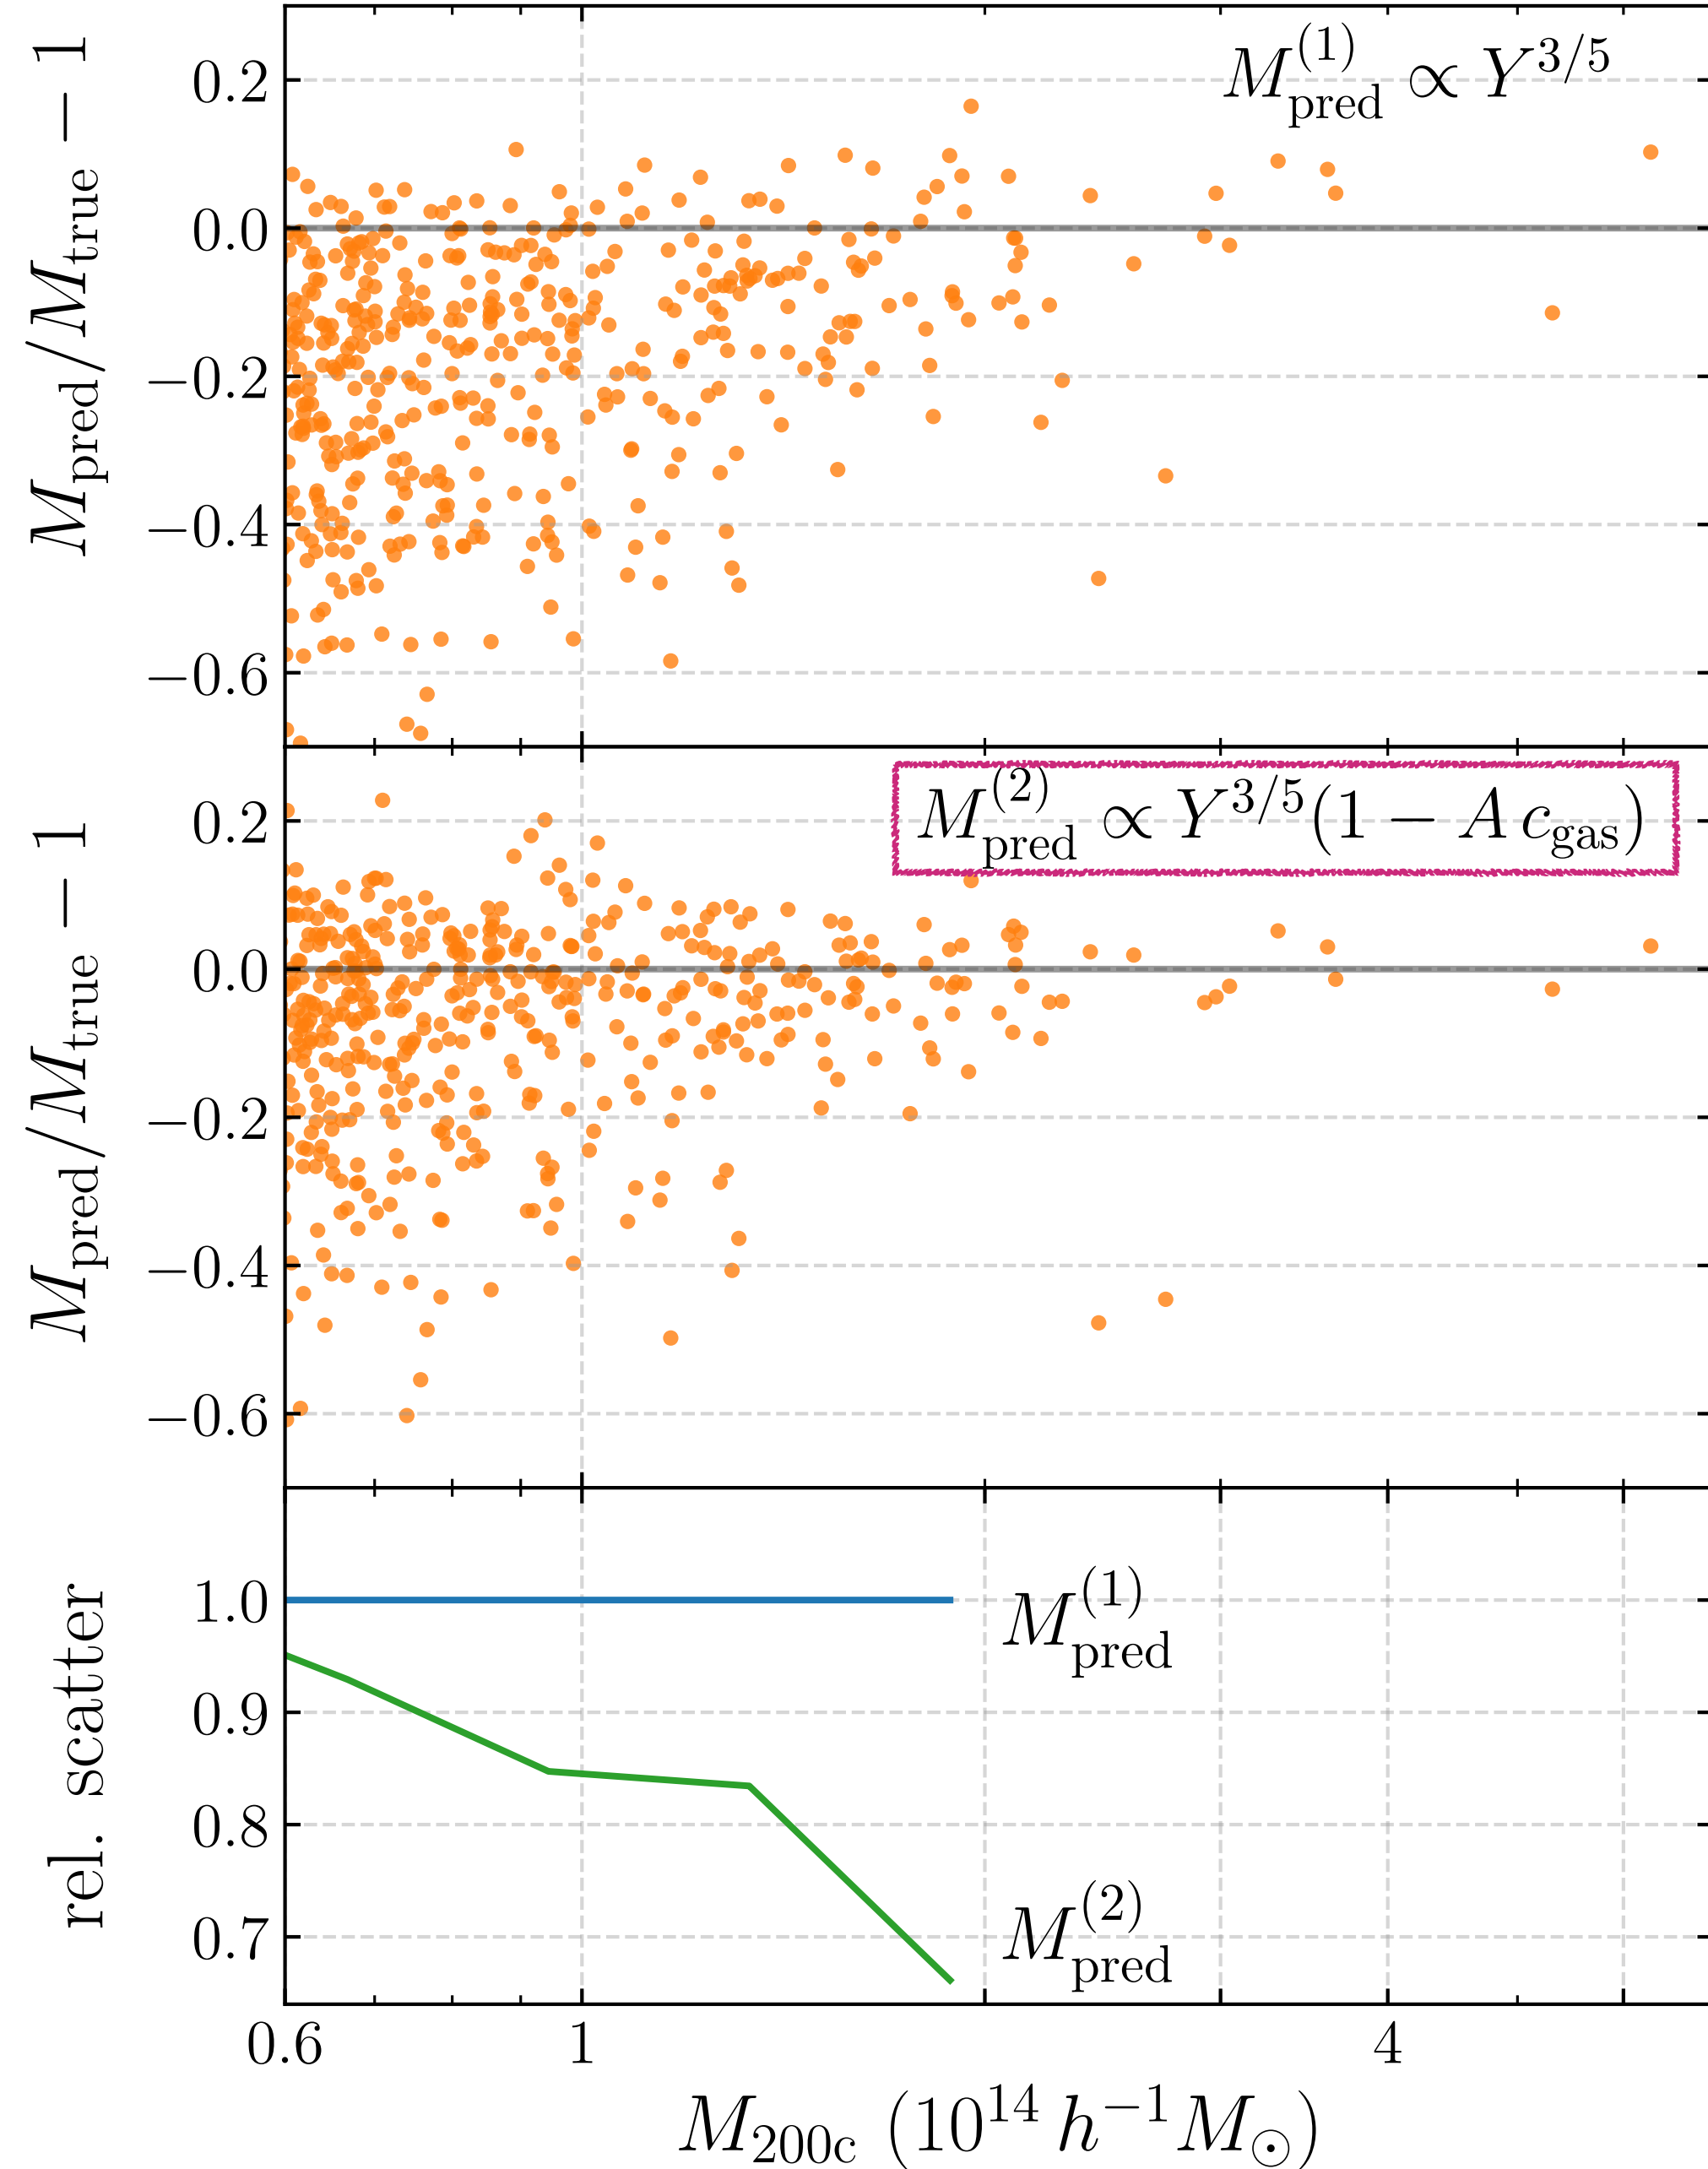 M_pred/M_true − 1
0.2
0.0
−0.2
−0.4
−0.6
M_pred^(1) ∝ Y^3/5
M_pred/M_true − 1
0.2
0.0
−0.2
−0.4
−0.6
M_pred^(2) ∝ Y^3/5(1 − A c_gas)
rel. scatter
1.0
0.9
0.8
0.7
M_pred^(1)
M_pred^(2)
0.6 1 4
M_200c (10^14 h^−1 M_⊙)